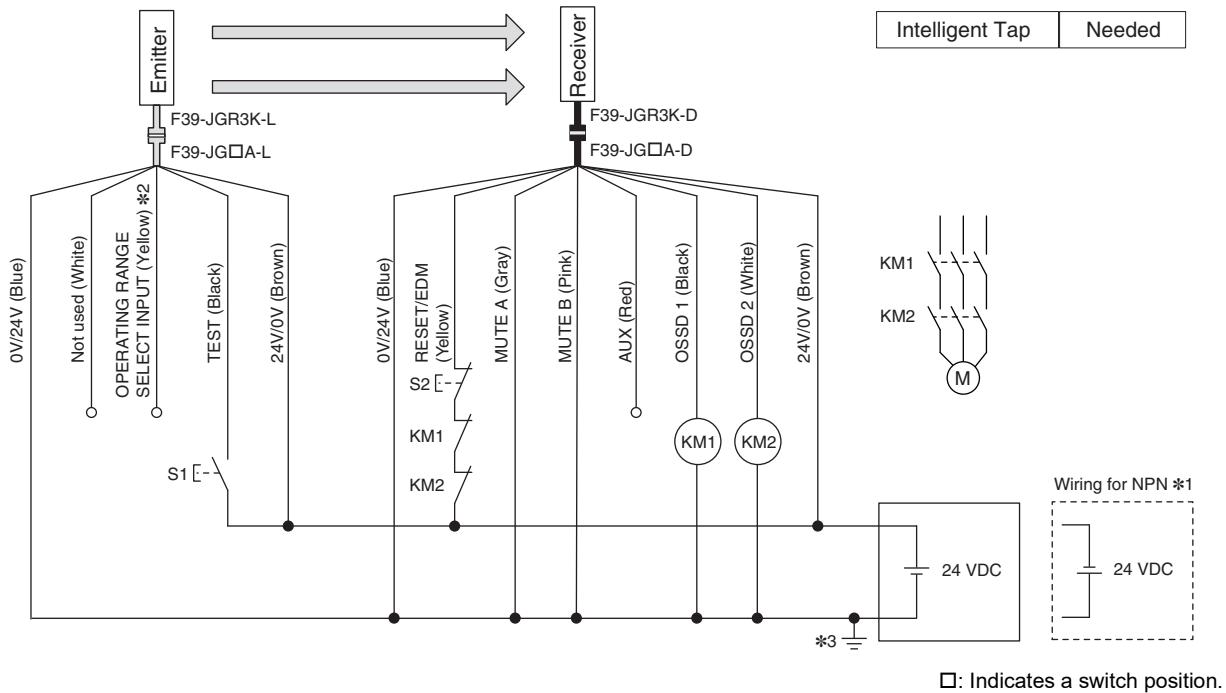 Intelligent Tap
Needed
Emitter
Receiver
F39-JGR3K-L
F39-JG□A-L
F39-JGR3K-D
F39-JG□A-D
0V/24V (Blue)
Not used (White)
OPERATING RANGE
SELECT INPUT (Yellow) ✻2
TEST (Black)
24V/0V (Brown)
0V/24V (Blue)
RESET/EDM
(Yellow)
MUTE A (Gray)
MUTE B (Pink)
AUX (Red)
OSSD 1 (Black)
OSSD 2 (White)
24V/0V (Brown)
KM1
KM2
M
S2
KM1
KM2
KM1
KM2
S1
Wiring for NPN ✻1
24 VDC
24 VDC
✻3
□: Indicates a switch position.